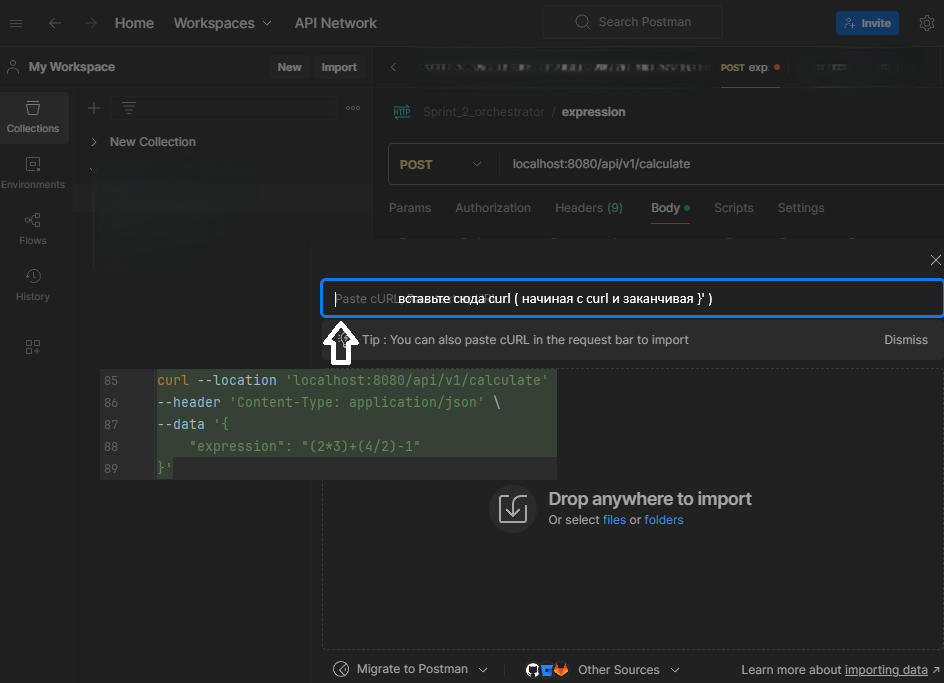 Home Workspaces API Network Search Postman Invite
My Workspace New Import POST exp.
Collections
Sprint_2_orchestrator / expression
New Collection
POST localhost:8080/api/v1/calculate
Environments
Params Authorization Headers (9) Body Scripts Settings
Flows
History
вставьте сюда curl ( начиная с curl и заканчивая }' )
Paste cURL
Tip : You can also paste cURL in the request bar to import Dismiss
85 curl --location 'localhost:8080/api/v1/calculate'
86 --header 'Content-Type: application/json' \
87 --data '{
88 "expression": "(2*3)+(4/2)-1"
89 }'
Drop anywhere to import
Or select files or folders
Migrate to Postman Other Sources Learn more about importing data